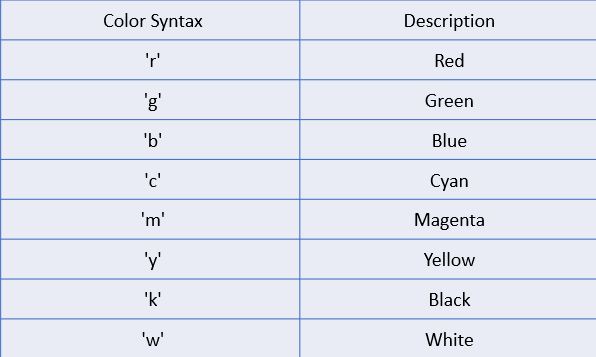 Color Syntax Description
'r' Red
'g' Green
'b' Blue
'c' Cyan
'm' Magenta
'y' Yellow
'k' Black
'w' White